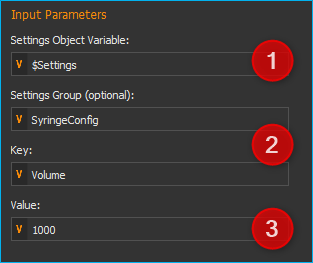 Input Parameters
Settings Object Variable:
V $Settings
1
Settings Group (optional):
V SyringeConfig
2
Key:
V Volume
Value:
V 1000
3